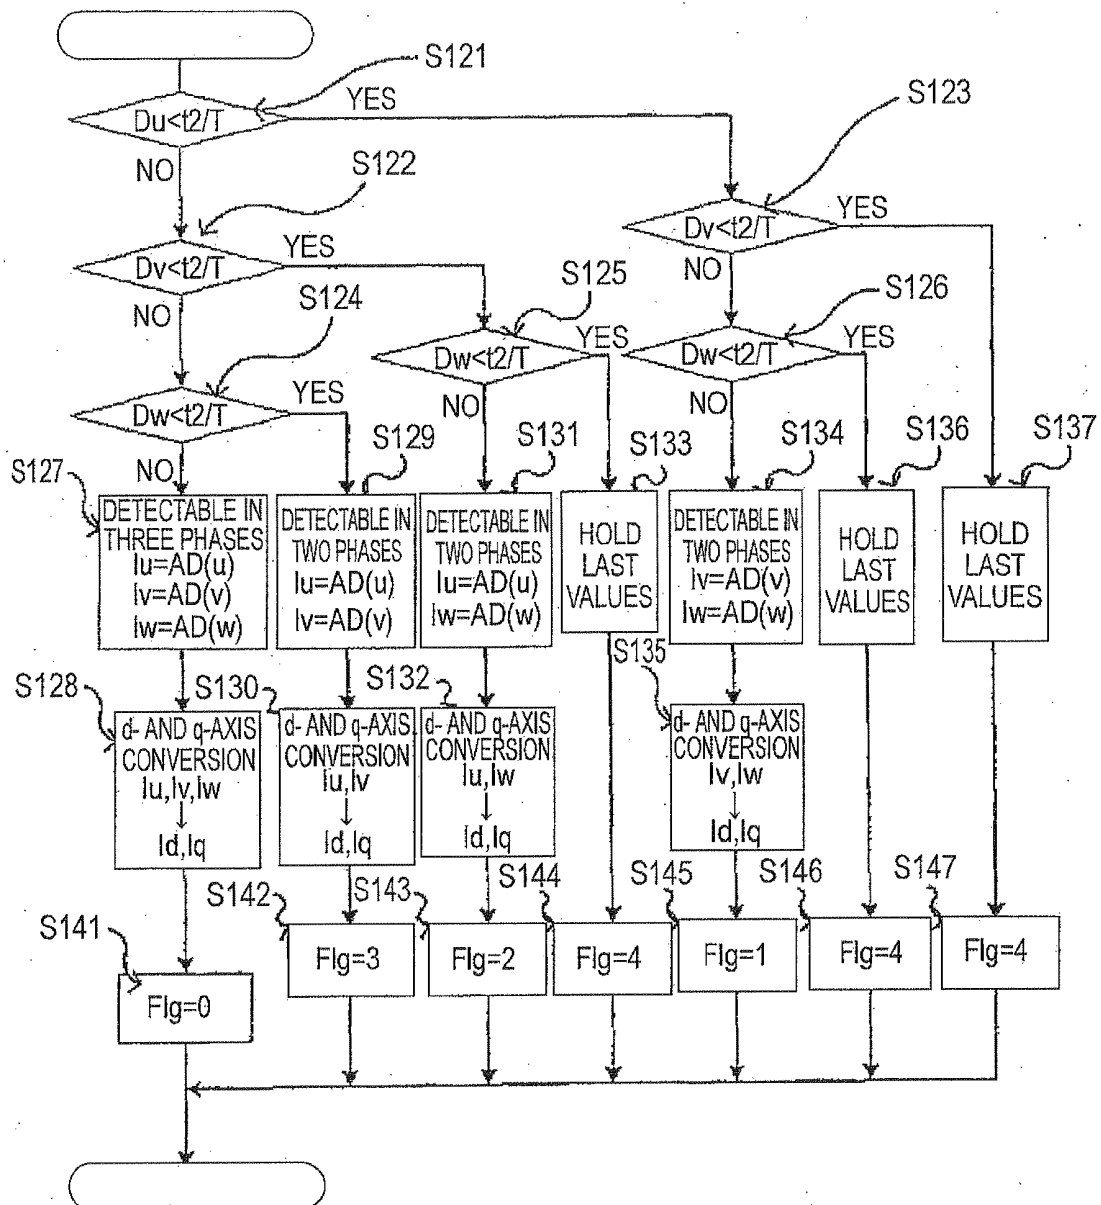 S121
Du<t2/T
YES
NO
S123
Dv<t2/T
YES
NO
S122
Dv<t2/T
YES
NO
S125
Dw<t2/T
YES
NO
S126
Dw<t2/T
YES
NO
S124
Dw<t2/T
YES
NO
S127
DETECTABLE IN
THREE PHASES
Iu=AD(u)
Iv=AD(v)
Iw=AD(w)
S129
DETECTABLE IN
TWO PHASES
Iu=AD(u)
Iv=AD(v)
S131
DETECTABLE IN
TWO PHASES
Iu=AD(u)
Iw=AD(w)
S133
HOLD
LAST
VALUES
S134
DETECTABLE IN
TWO PHASES
Iv=AD(v)
Iw=AD(w)
S136
HOLD
LAST
VALUES
S137
HOLD
LAST
VALUES
S128
d- AND q-AXIS
CONVERSION
Iu,Iv,Iw
↓
Id,Iq
S130
d- AND q-AXIS
CONVERSION
Iu,Iv
↓
Id,Iq
S132
d- AND q-AXIS
CONVERSION
Iu,Iw
↓
Id,Iq
S135
d- AND q-AXIS
CONVERSION
Iv,Iw
↓
Id,Iq
S141
Flg=0
S142
Flg=3
S143
Flg=2
S144
Flg=4
S145
Flg=1
S146
Flg=4
S147
Flg=4